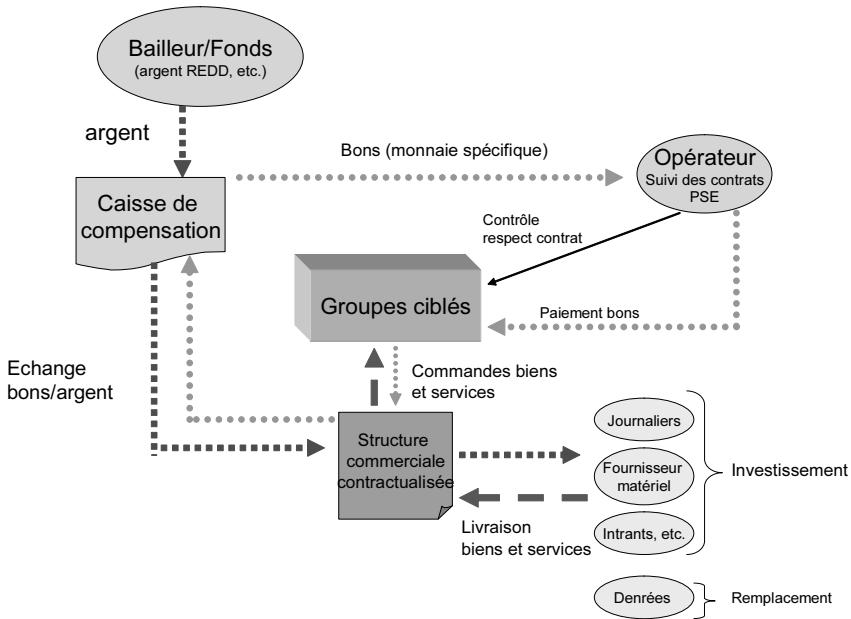 Bailleur/Fonds
(argent REDD, etc.)
argent
Bons (monnaie spécifique)
Opérateur
Suivi des contrats
PSE
Caisse de
compensation
Contrôle
respect contrat
Groupes ciblés
Paiement bons
Echange
bons/argent
Commandes biens
et services
Structure
commerciale
contractualisée
Journaliers
Fournisseur
matériel
Investissement
Livraison
biens et services
Intrants, etc.
Denrées
Remplacement